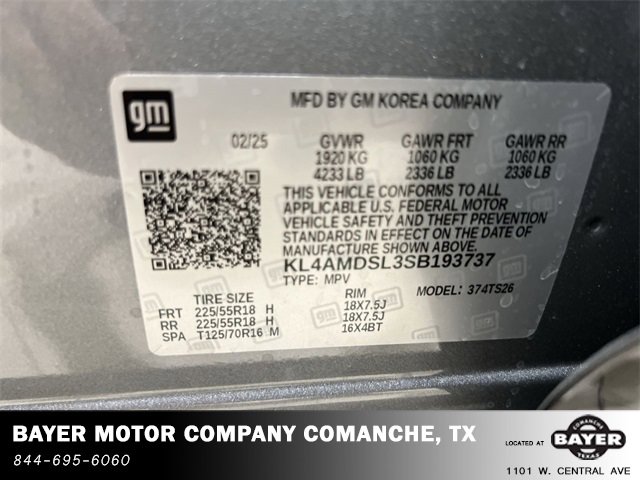 gm
MFD BY GM KOREA COMPANY
02/25 GVWR GAWR FRT GAWR RR
1920 KG 1060 KG 1060 KG
4233 LB 2336 LB 2336 LB
THIS VEHICLE CONFORMS TO ALL
APPLICABLE U.S. FEDERAL MOTOR
VEHICLE SAFETY AND THEFT PREVENTION
STANDARDS IN EFFECT ON THE DATE OF
MANUFACTURE SHOWN ABOVE.
KL4AMDSL3SB193737
TYPE: MPV MODEL: 374TS26
TIRE SIZE RIM
FRT 225/55R18 H 18X7.5J
RR 225/55R18 H 18X7.5J
SPA T125/70R16 M 16X4BT
BAYER MOTOR COMPANY COMANCHE, TX
844-695-6060
LOCATED AT
COMANCHE
BAYER
TEXAS
1101 W. CENTRAL AVE